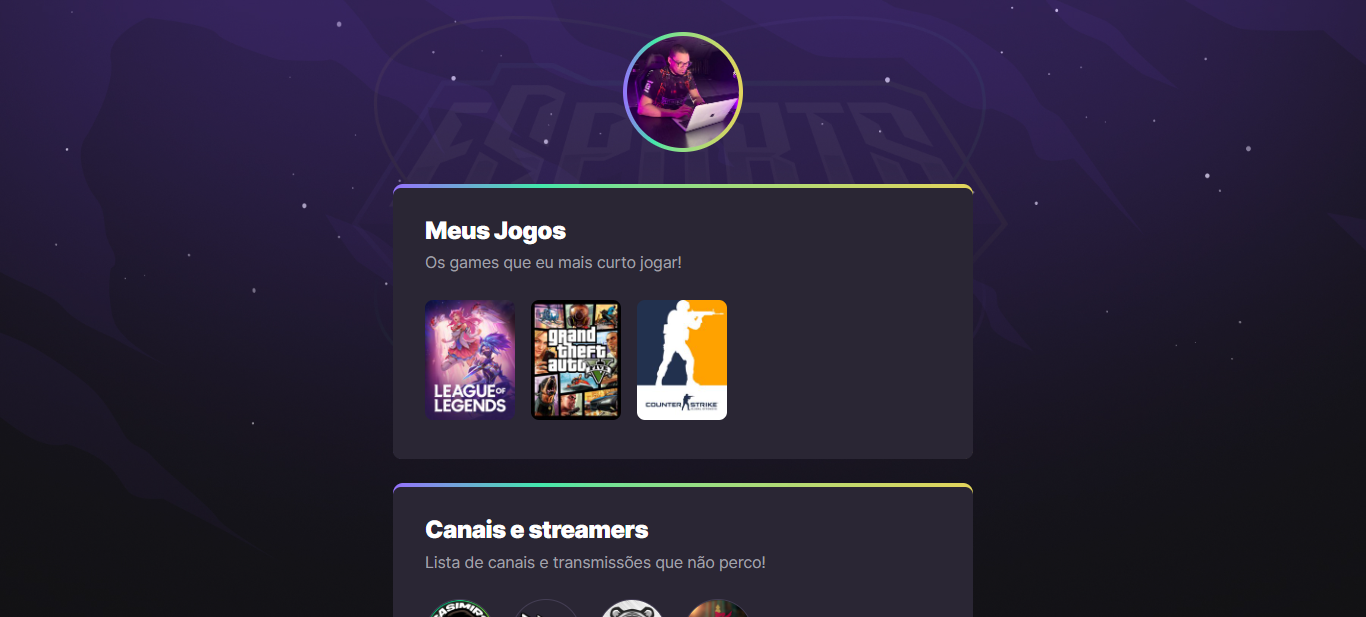 ESPORTS
Meus Jogos
Os games que eu mais curto jogar!
LEAGUE OF
LEGENDS
grand
theft
auto
FIVE
COUNTER STRIKE
Canais e streamers
Lista de canais e transmissões que não perco!
CASIMIRO